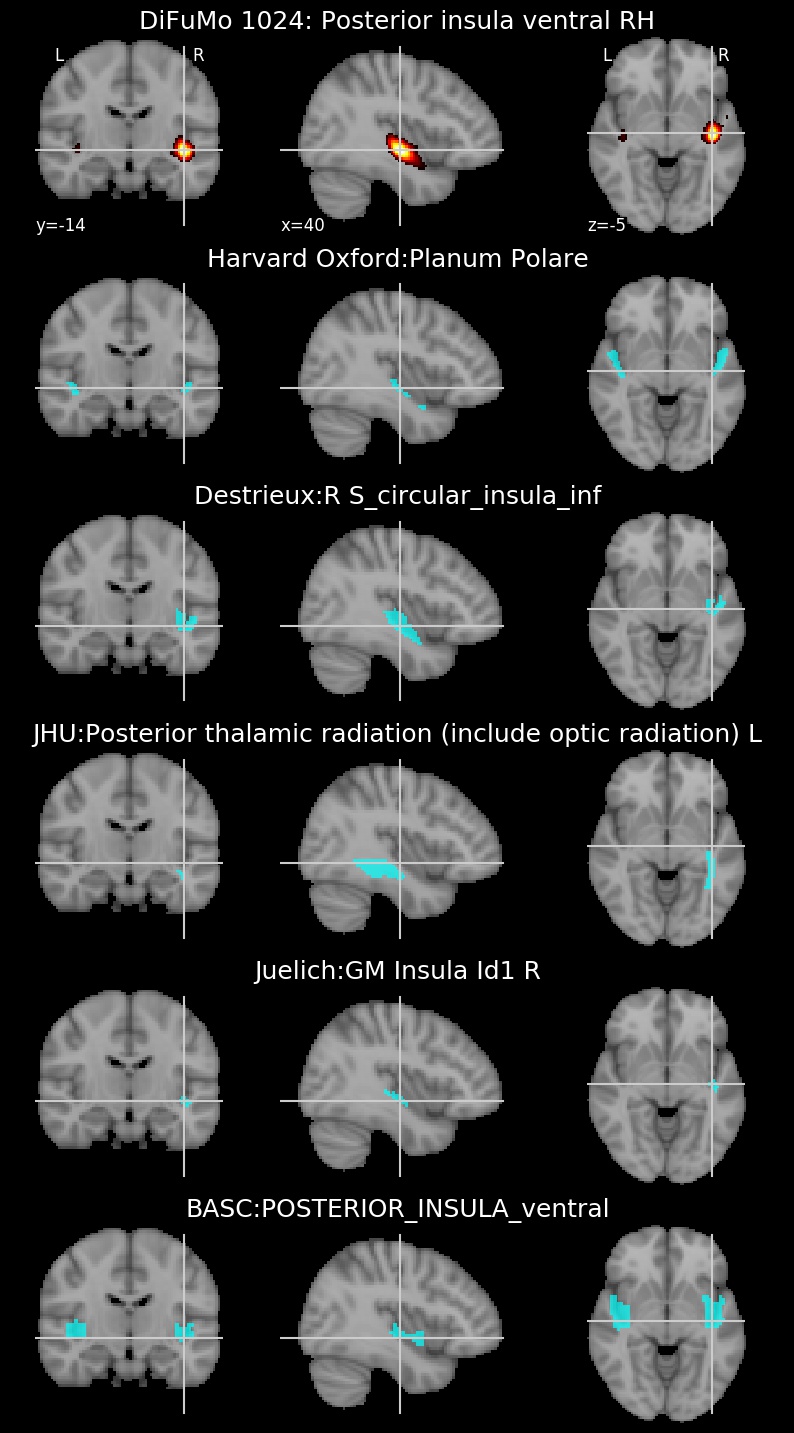 DiFuMo 1024: Posterior insula ventral RH
L R L R
y=-14 x=40 z=-5
Harvard Oxford:Planum Polare
Destrieux:R S_circular_insula_inf
JHU:Posterior thalamic radiation (include optic radiation) L
Juelich:GM Insula Id1 R
BASC:POSTERIOR_INSULA_ventral